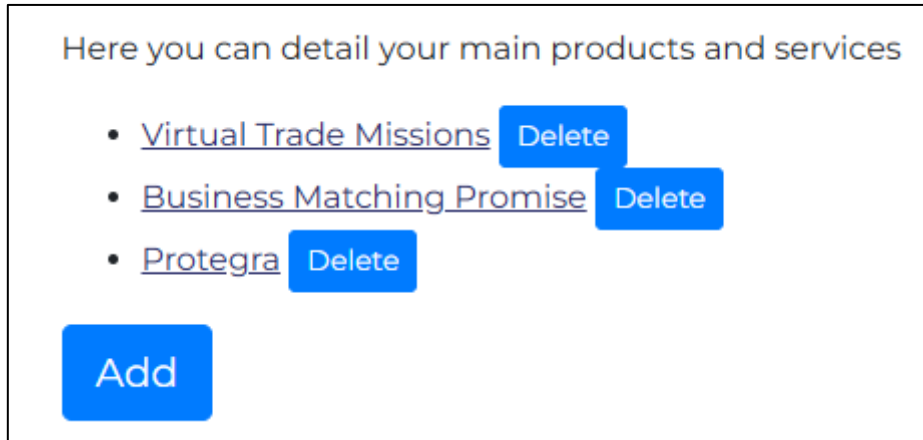 Here you can detail your main products and services
Virtual Trade Missions Delete
Business Matching Promise Delete
Protegra Delete
Add